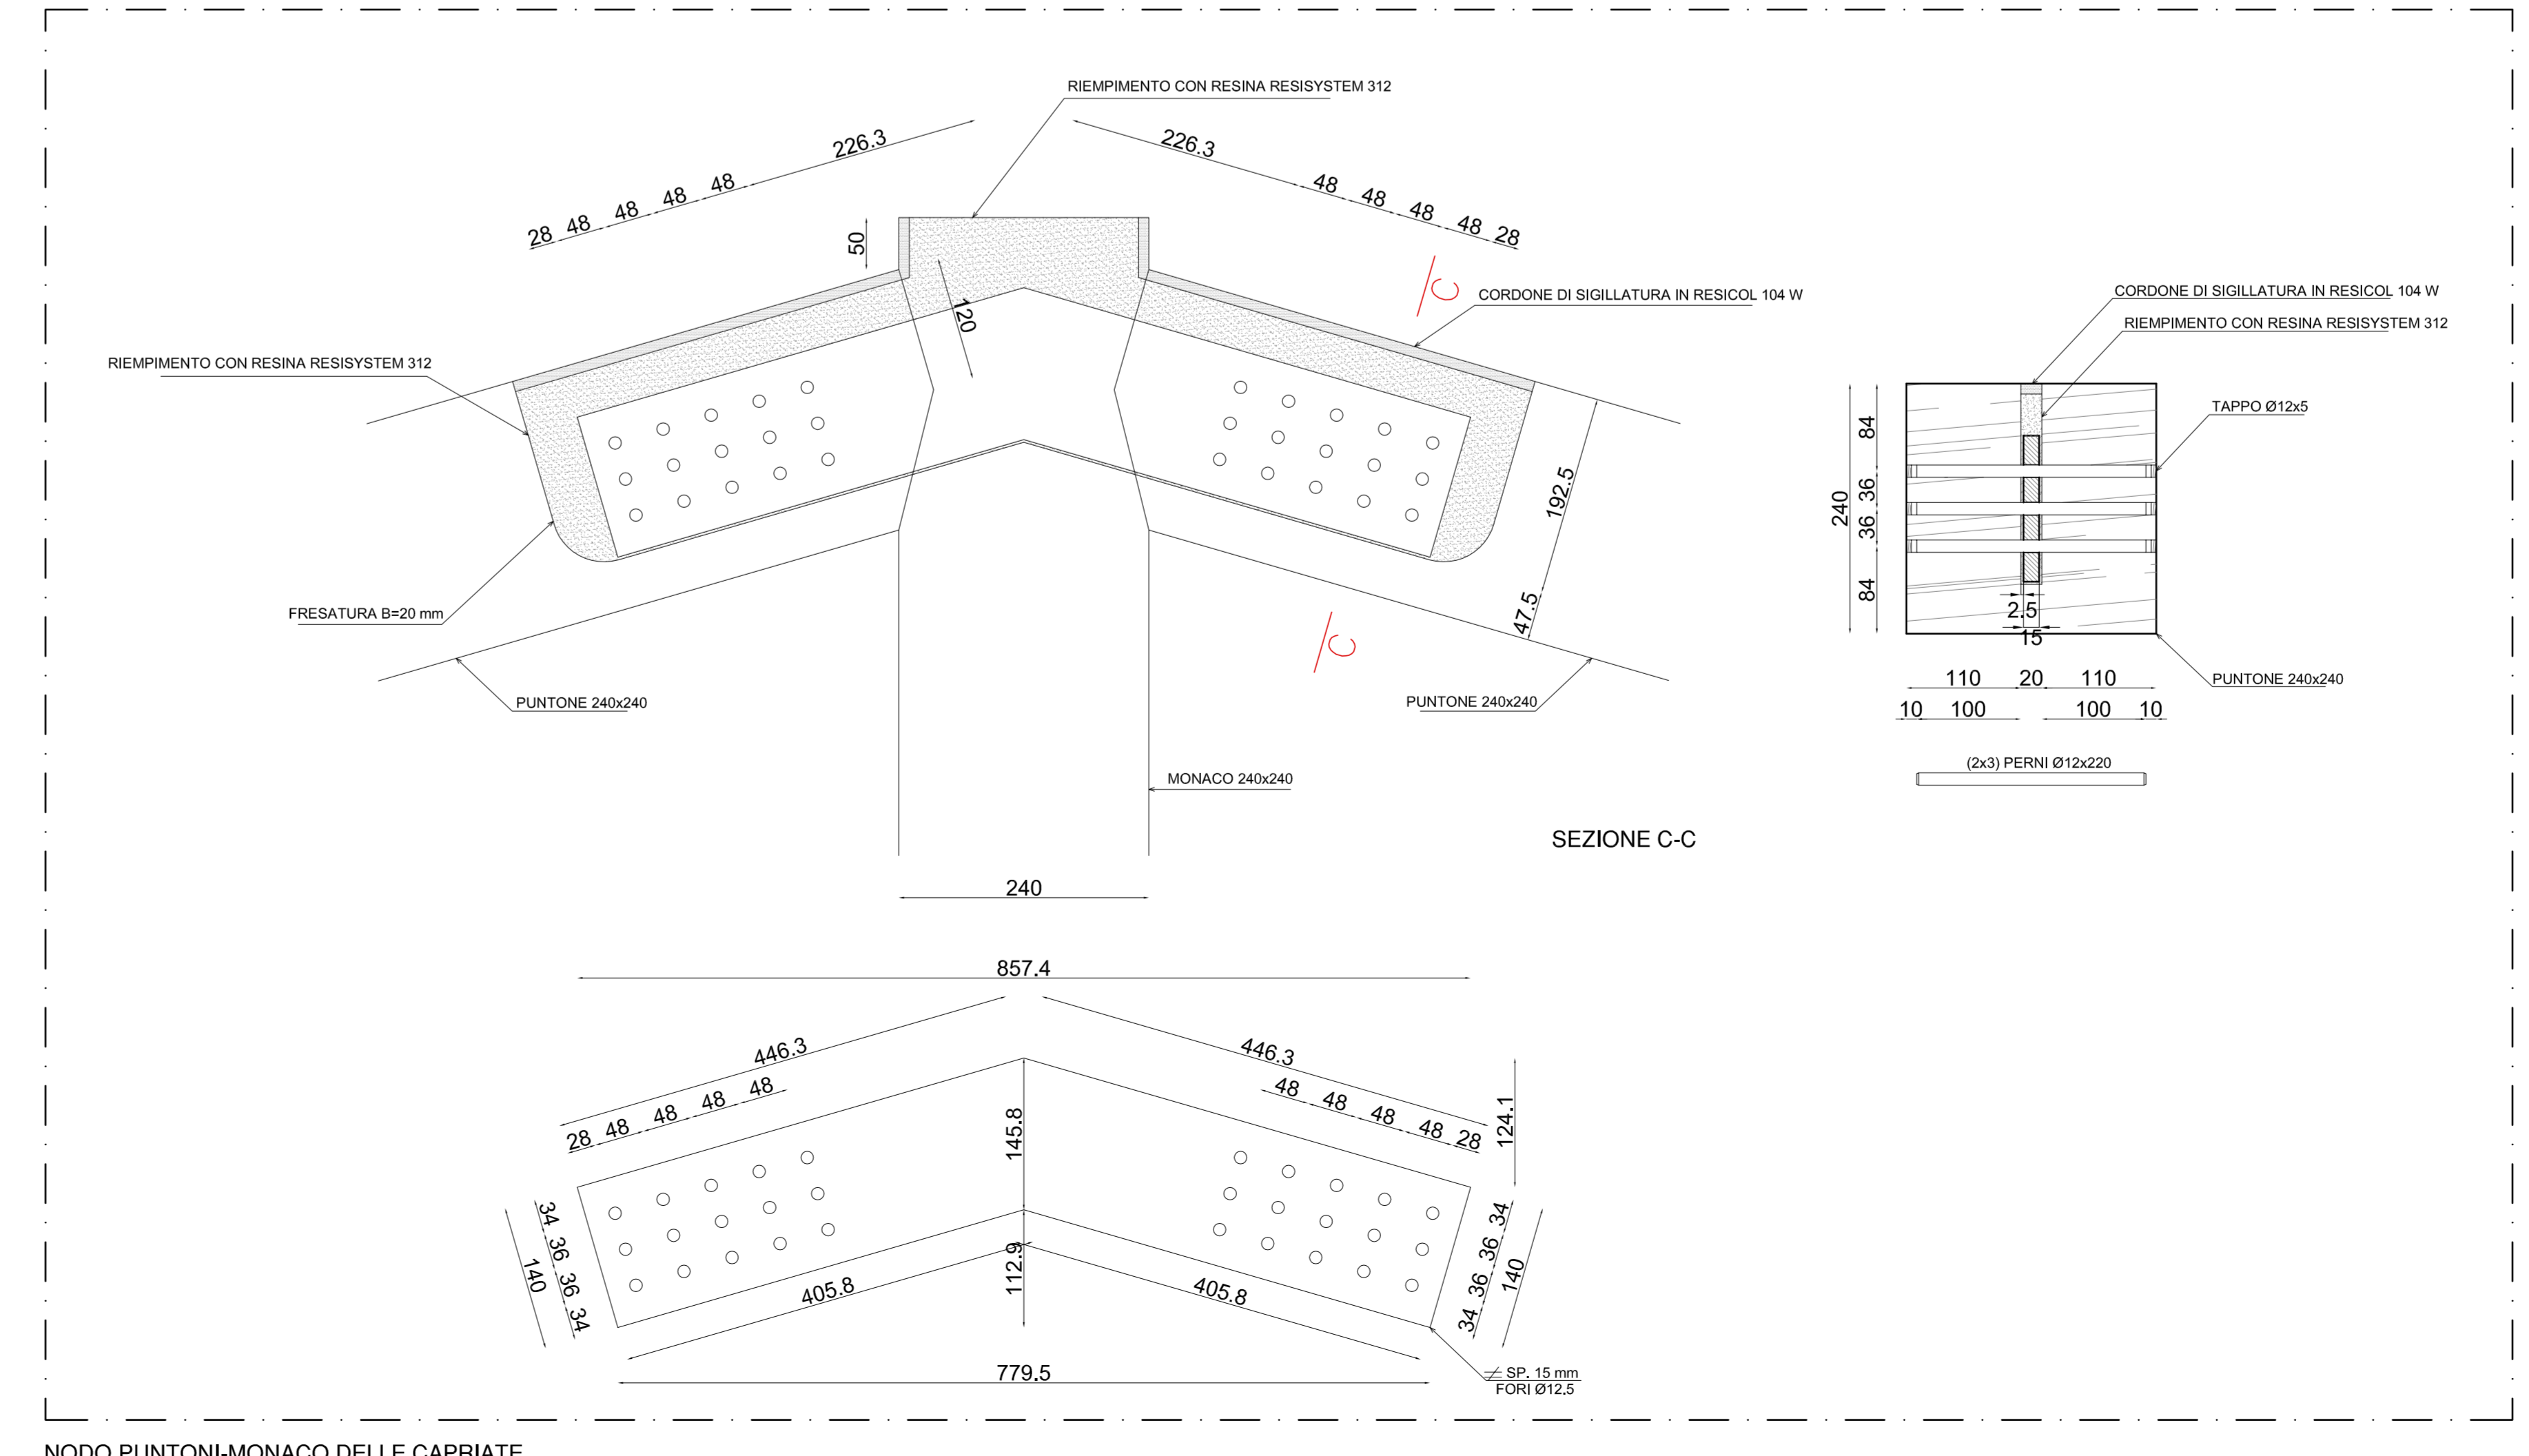 RIEMPIMENTO CON RESINA RESISYSTEM 312
226.3
226.3
28 48 48 48 48
48 48 48 48 28
50
120
C
CORDONE DI SIGILLATURA IN RESICOL 104 W
RIEMPIMENTO CON RESINA RESISYSTEM 312
192.5
47.5
C
FRESATURA B=20 mm
PUNTONE 240x240
PUNTONE 240x240
MONACO 240x240
240
CORDONE DI SIGILLATURA IN RESICOL 104 W
RIEMPIMENTO CON RESINA RESISYSTEM 312
TAPPO Ø12x5
240
84
36
36
84
2.5
15
110 20 110
10 100 100 10
PUNTONE 240x240
(2x3) PERNI Ø12x220
SEZIONE C-C
857.4
446.3
446.3
28 48 48 48 48
48 48 48 48 28
124.1
145.8
112.9
34 36 36 34
140
34 36 36 34
140
405.8
405.8
779.5
SP. 15 mm
FORI Ø12.5
NODO PUNTONI-MONACO DELLE CAPRIATE